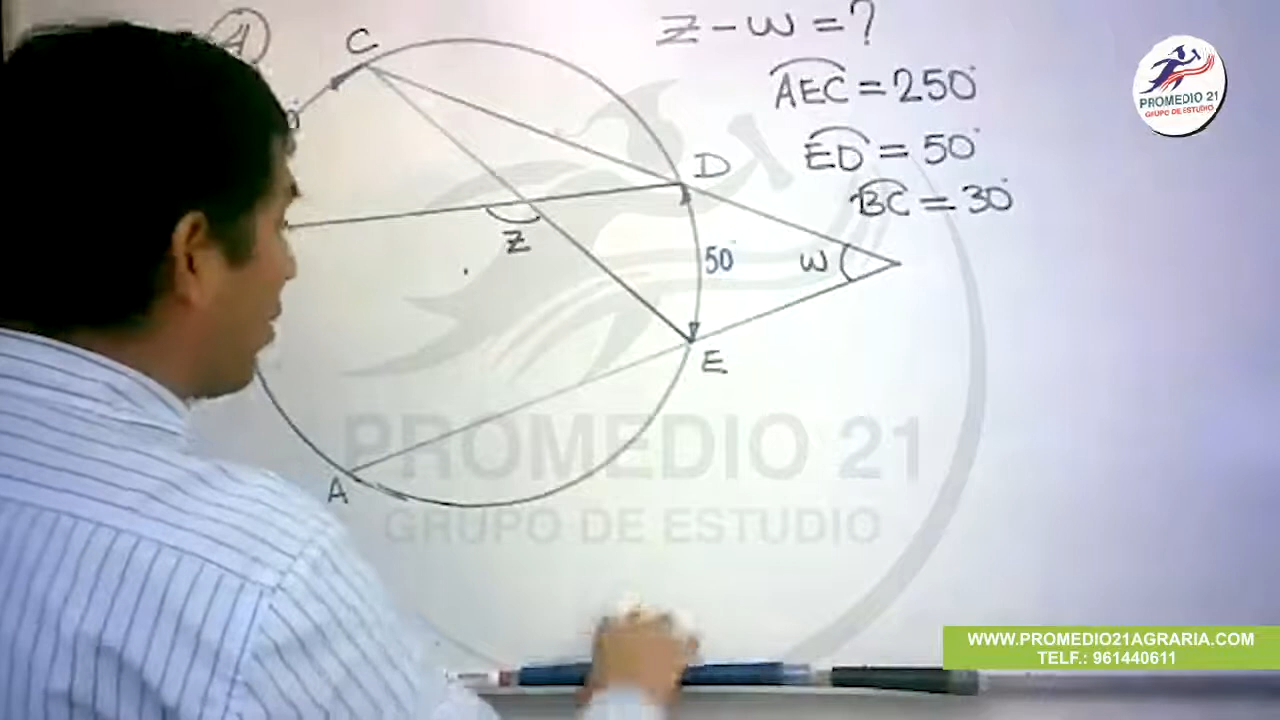 21
C
Z-W=?
AEC=250°
ED=50°
BC=30°
D
Z
50°
W
E
A
PROMEDIO 21
GRUPO DE ESTUDIO
PROMEDIO 21
GRUPO DE ESTUDIO
WWW.PROMEDIO21AGRARIA.COM
TELF.: 961440611